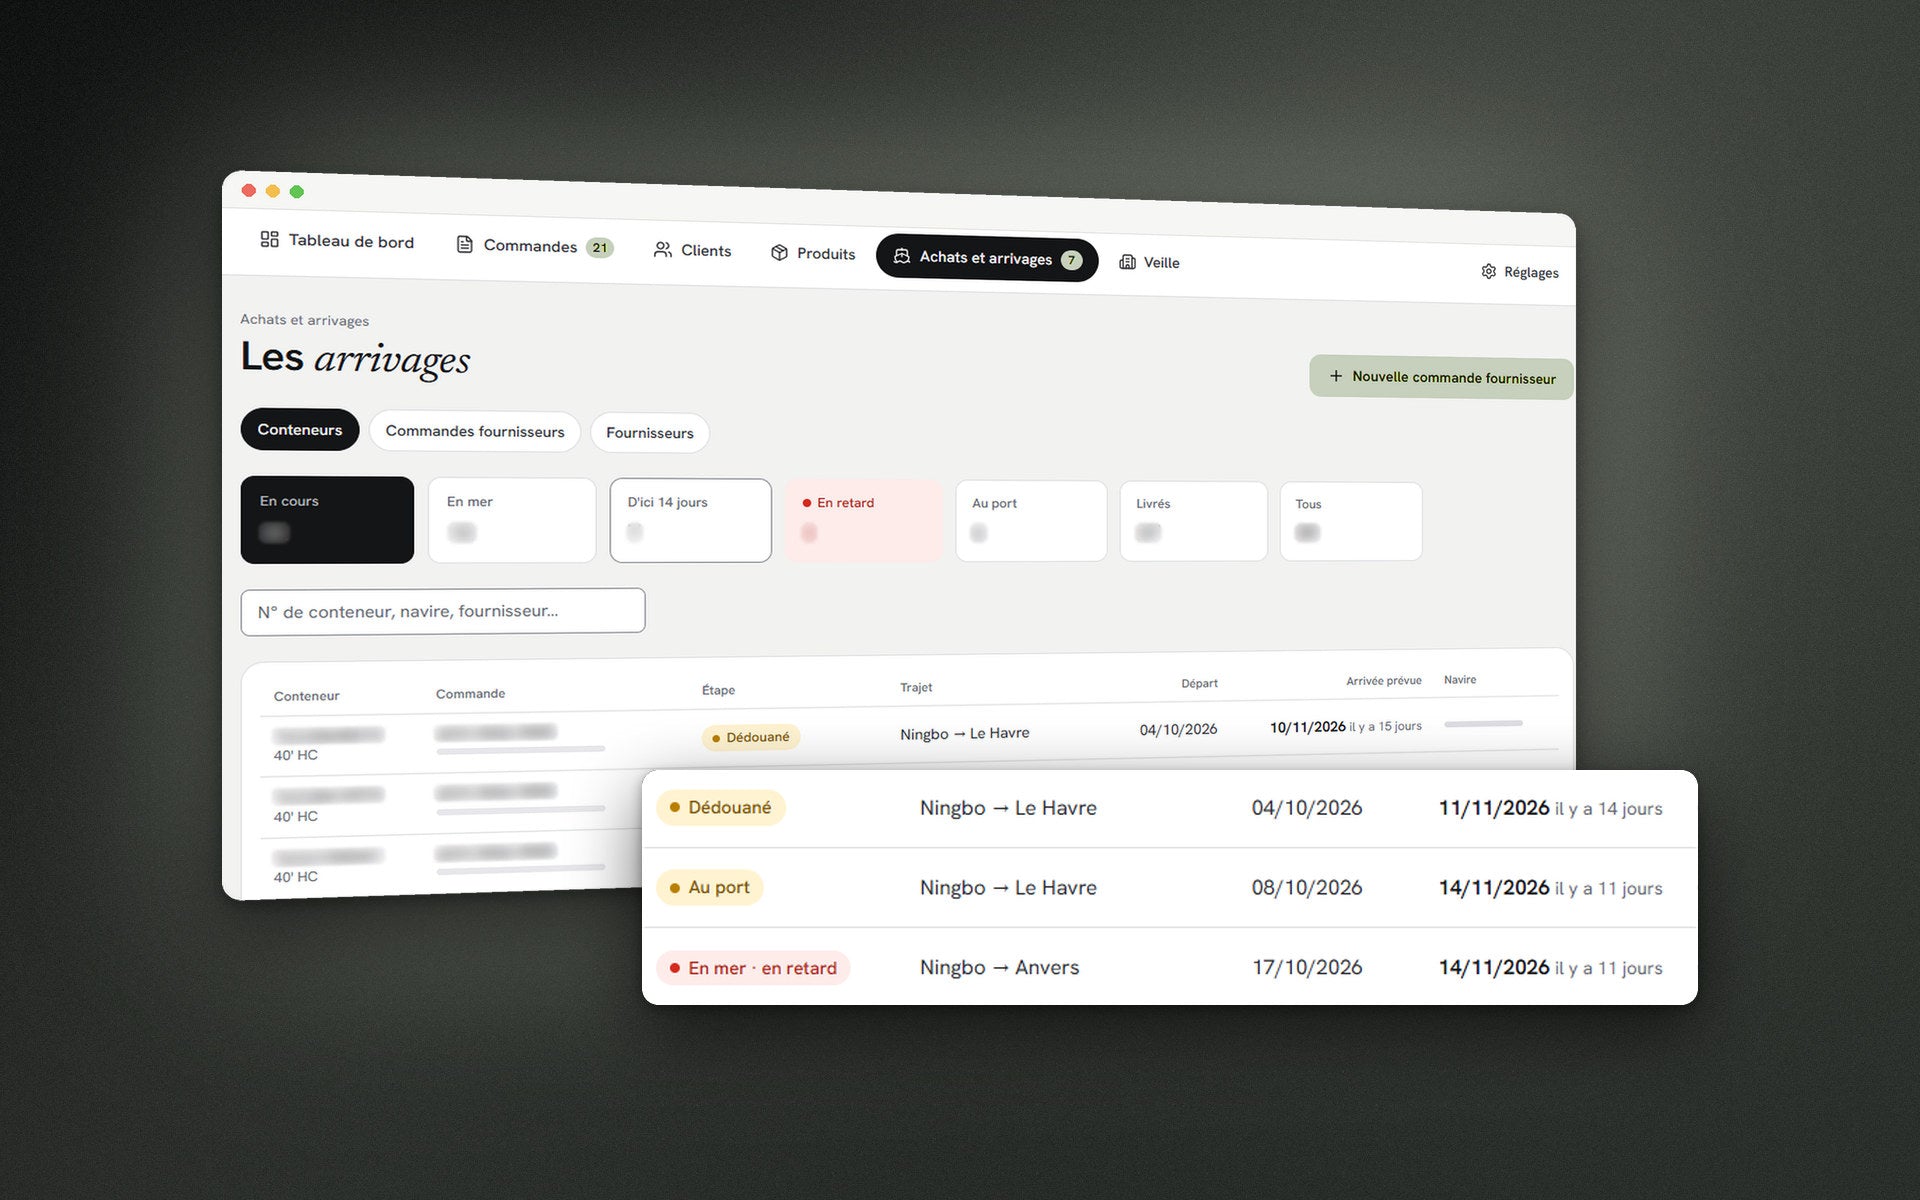 Tableau de bord
Commandes 21
Clients
Produits
Achats et arrivages 7
Veille
Réglages
Achats et arrivages
Les arrivages
+ Nouvelle commande fournisseur
Conteneurs
Commandes fournisseurs
Fournisseurs
En cours
En mer
D'ici 14 jours
En retard
Au port
Livrés
Tous
N° de conteneur, navire, fournisseur...
Conteneur Commande Étape Trajet Départ Arrivée prévue Navire
Dédouané Ningbo → Le Havre 04/10/2026 10/11/2026 il y a 15 jours
40' HC
40' HC
40' HC
Dédouané Ningbo → Le Havre 04/10/2026 11/11/2026 il y a 14 jours
Au port Ningbo → Le Havre 08/10/2026 14/11/2026 il y a 11 jours
En mer · en retard Ningbo → Anvers 17/10/2026 14/11/2026 il y a 11 jours